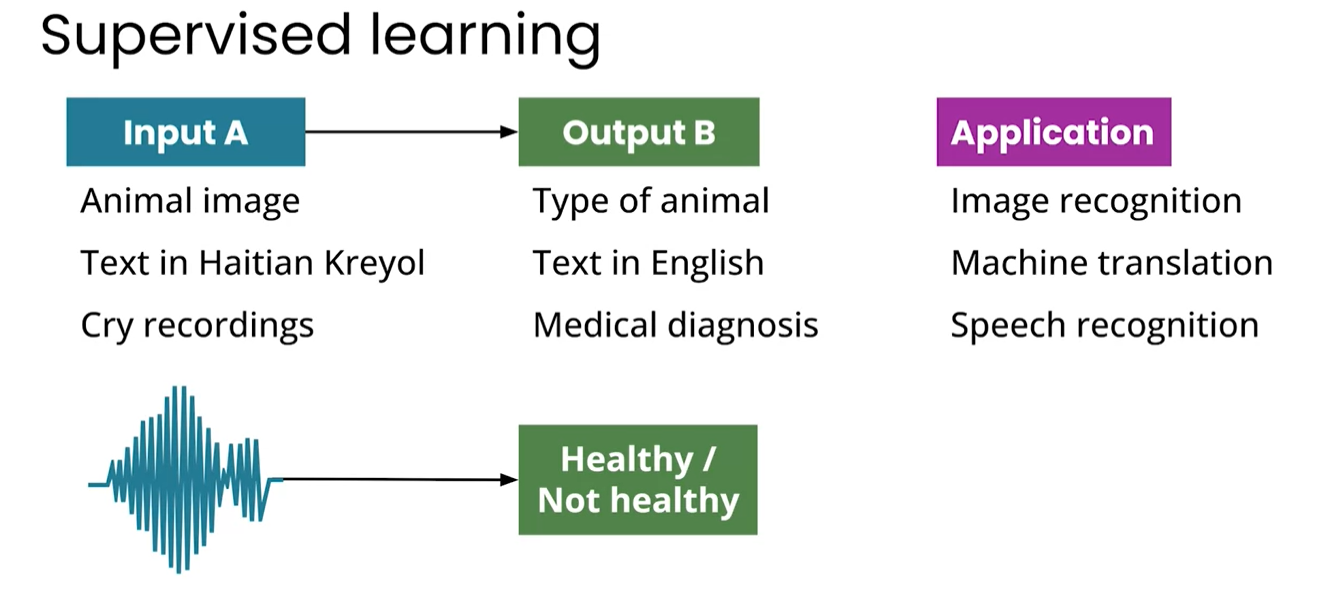 Supervised learning
Input A
Output B
Application
Animal image
Type of animal
Image recognition
Text in Haitian Kreyol
Text in English
Machine translation
Cry recordings
Medical diagnosis
Speech recognition
Healthy /
Not healthy